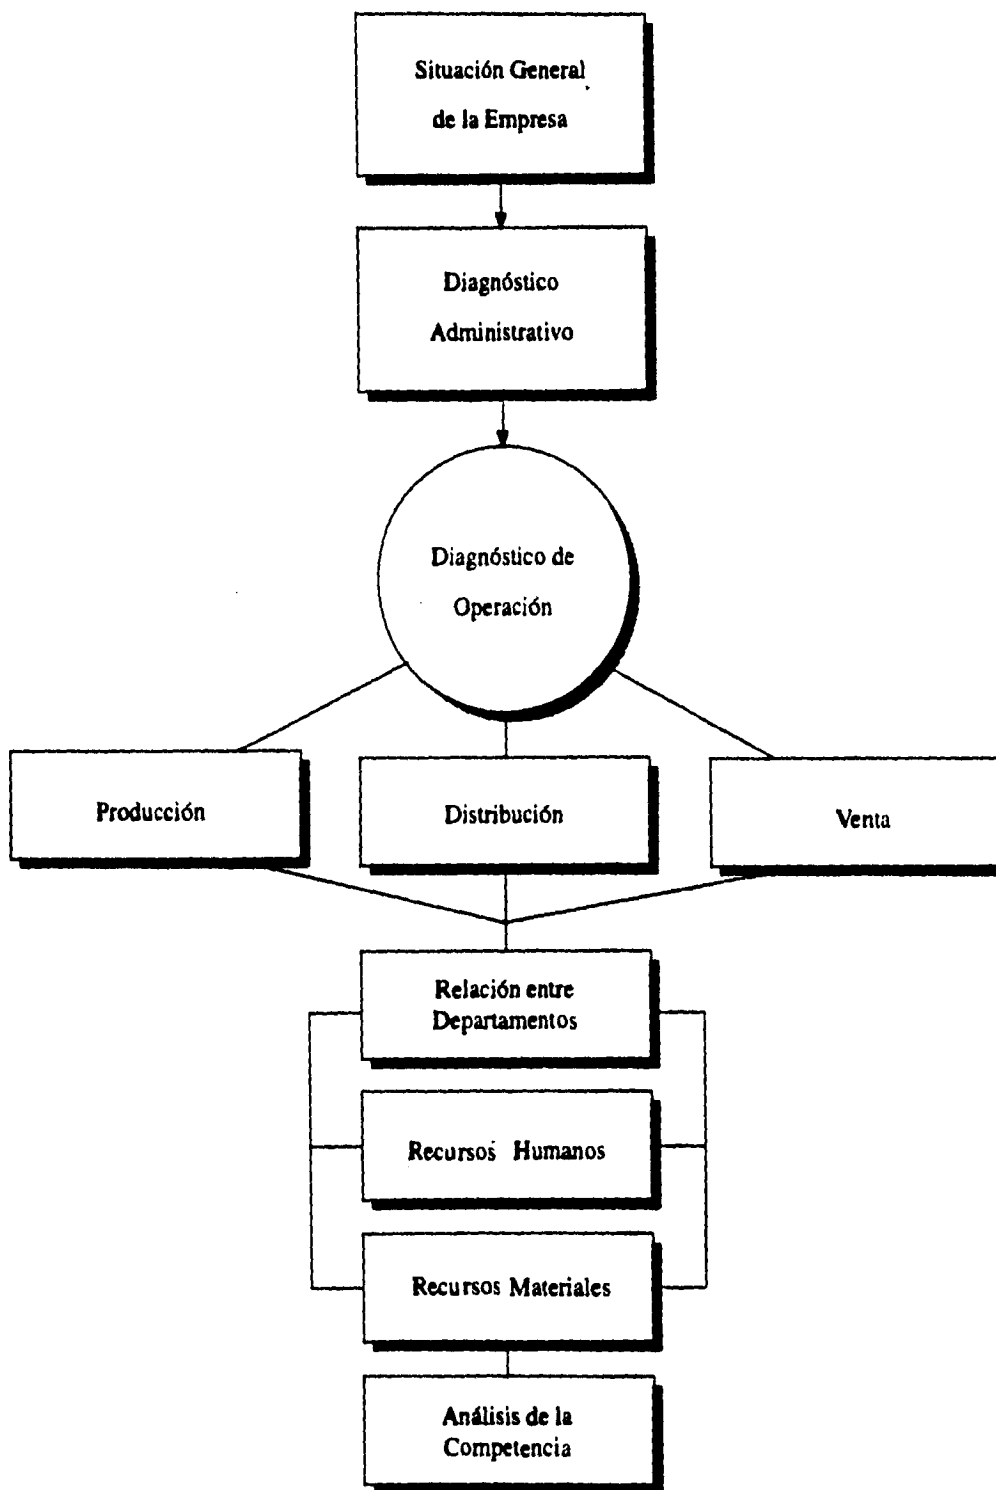 Situación General
de la Empresa
Diagnóstico
Administrativo
Diagnóstico de
Operación
Producción
Distribución
Venta
Relación entre
Departamentos
Recursos Humanos
Recursos Materiales
Análisis de la
Competencia